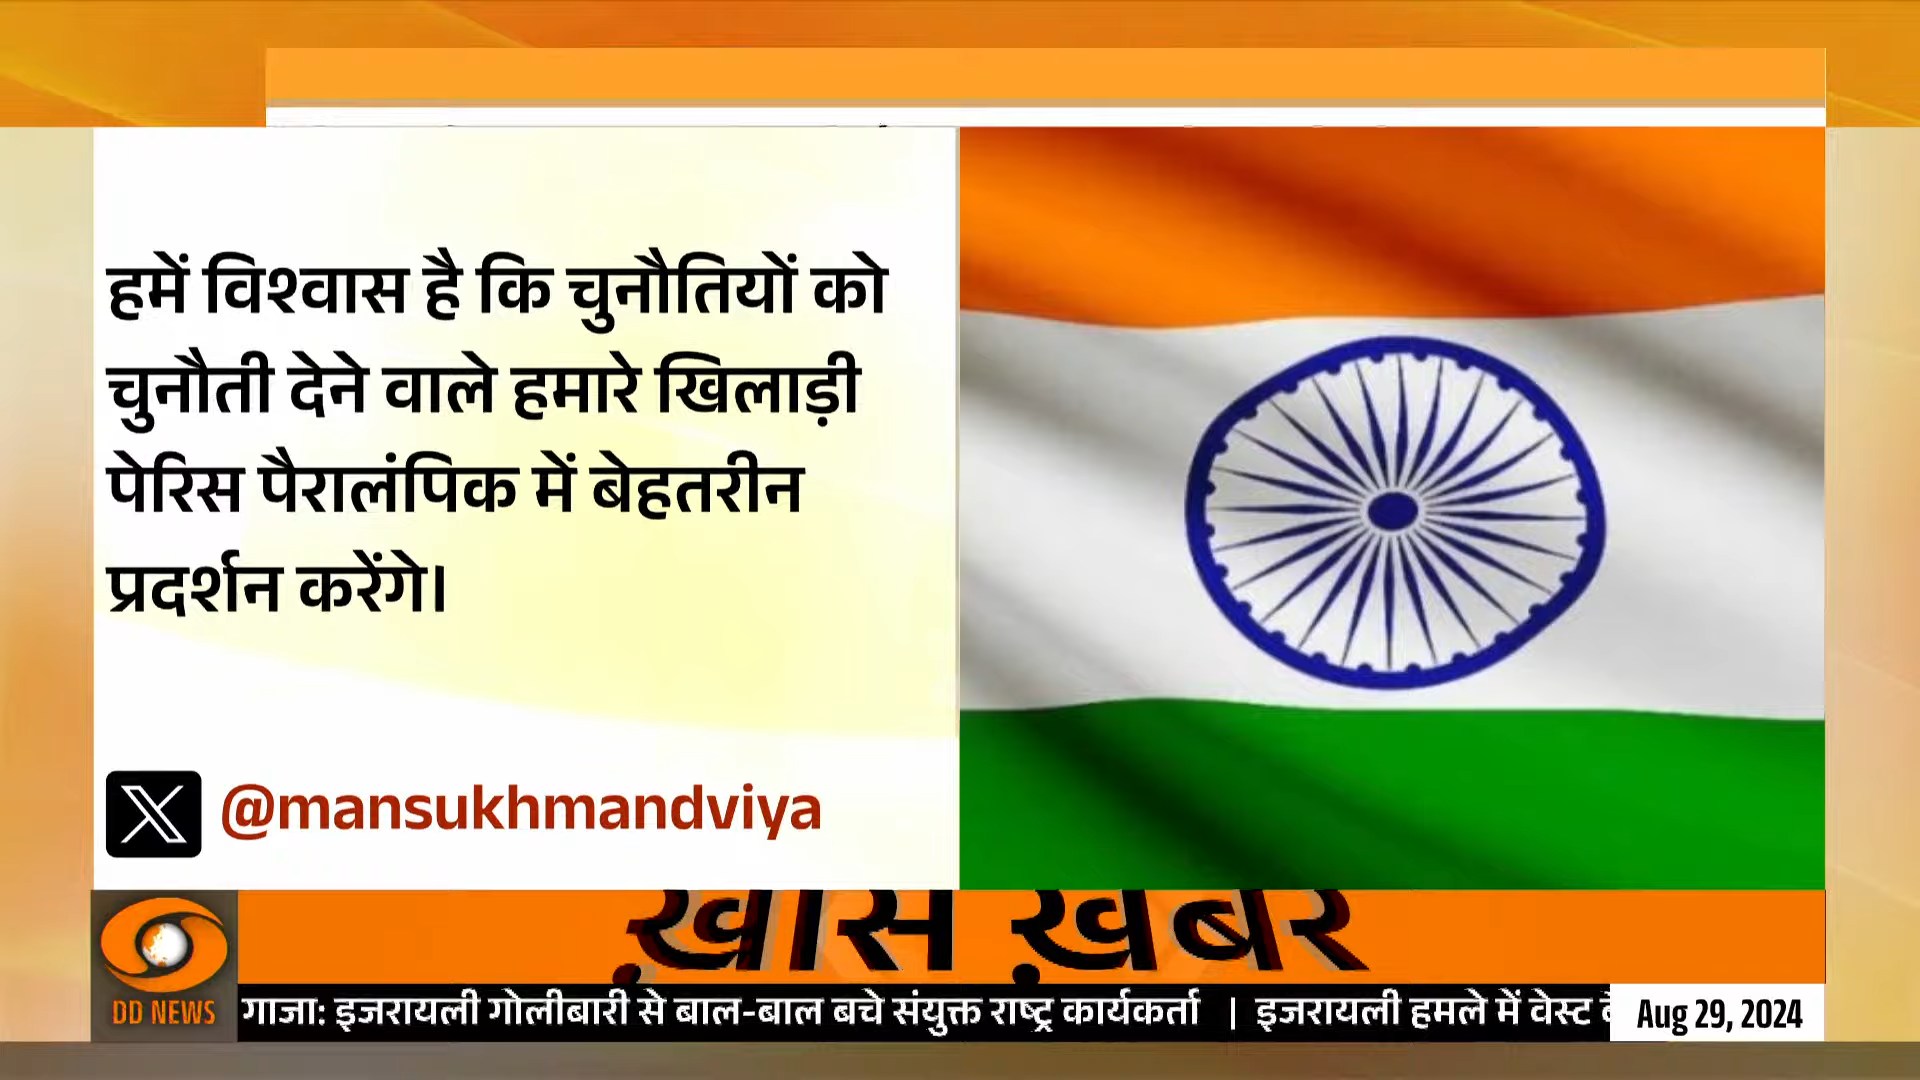 हमें विश्वास है कि चुनौतियों को
चुनौती देने वाले हमारे खिलाड़ी
पेरिस पैरालंपिक में बेहतरीन
प्रदर्शन करेंगे।
@mansukhmandviya
ख़ास ख़बर
DD NEWS
गाजा: इजरायली गोलीबारी से बाल-बाल बचे संयुक्त राष्ट्र कार्यकर्ता | इजरायली हमले में वेस्ट
Aug 29, 2024